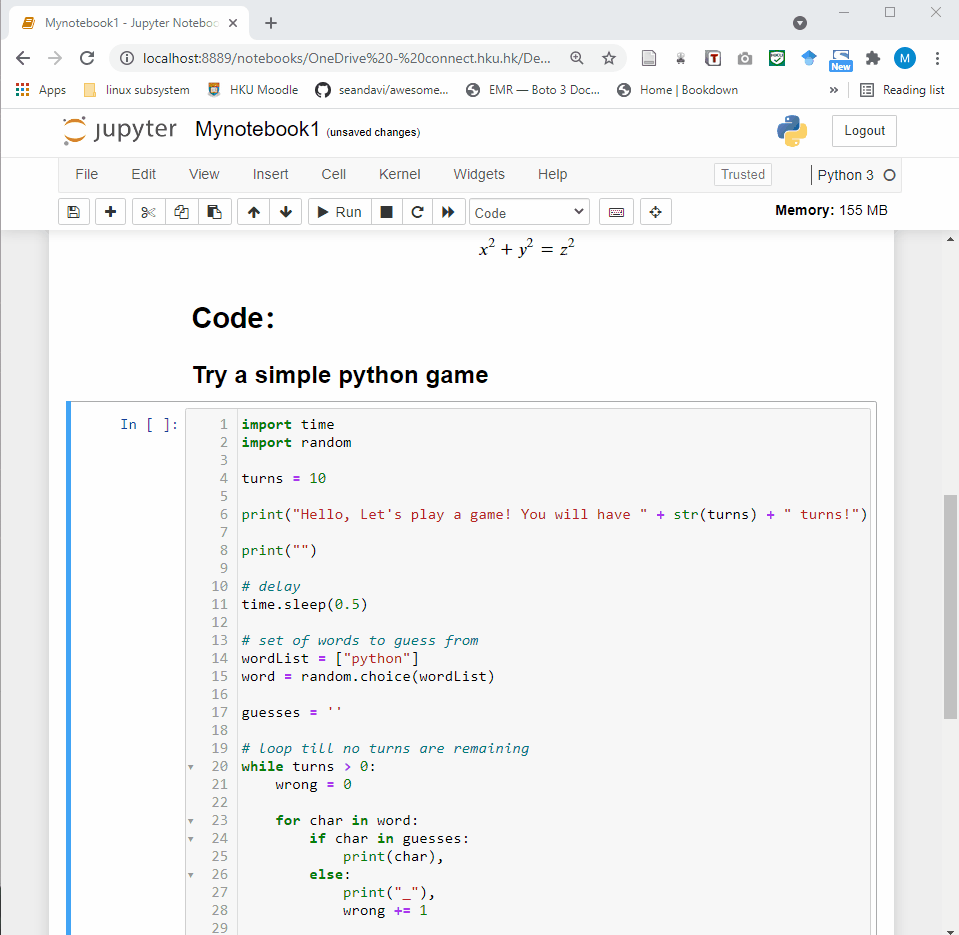 Mynotebook1 - Jupyter Noteboo
localhost:8889/notebooks/OneDrive%20-%20connect.hku.hk/De...
T
New
M
Apps
linux subsystem
HKU Moodle
seandavi/awesome...
EMR — Boto 3 Doc...
Home | Bookdown
»
Reading list
jupyter
Mynotebook1 (unsaved changes)
Logout
File Edit View Insert Cell Kernel Widgets Help
Trusted
Python 3
Run
Code
Memory: 155 MB
x² + y² = z²
Code:
Try a simple python game
In [ ]:
1 import time
2 import random
3
4 turns = 10
5
6 print("Hello, Let's play a game! You will have " + str(turns) + " turns!")
7
8 print("")
9
10 # delay
11 time.sleep(0.5)
12
13 # set of words to guess from
14 wordList = ["python"]
15 word = random.choice(wordList)
16
17 guesses = ''
18
19 # loop till no turns are remaining
20 while turns > 0:
21     wrong = 0
22
23     for char in word:
24         if char in guesses:
25             print(char),
26         else:
27             print("_"),
28             wrong += 1
29